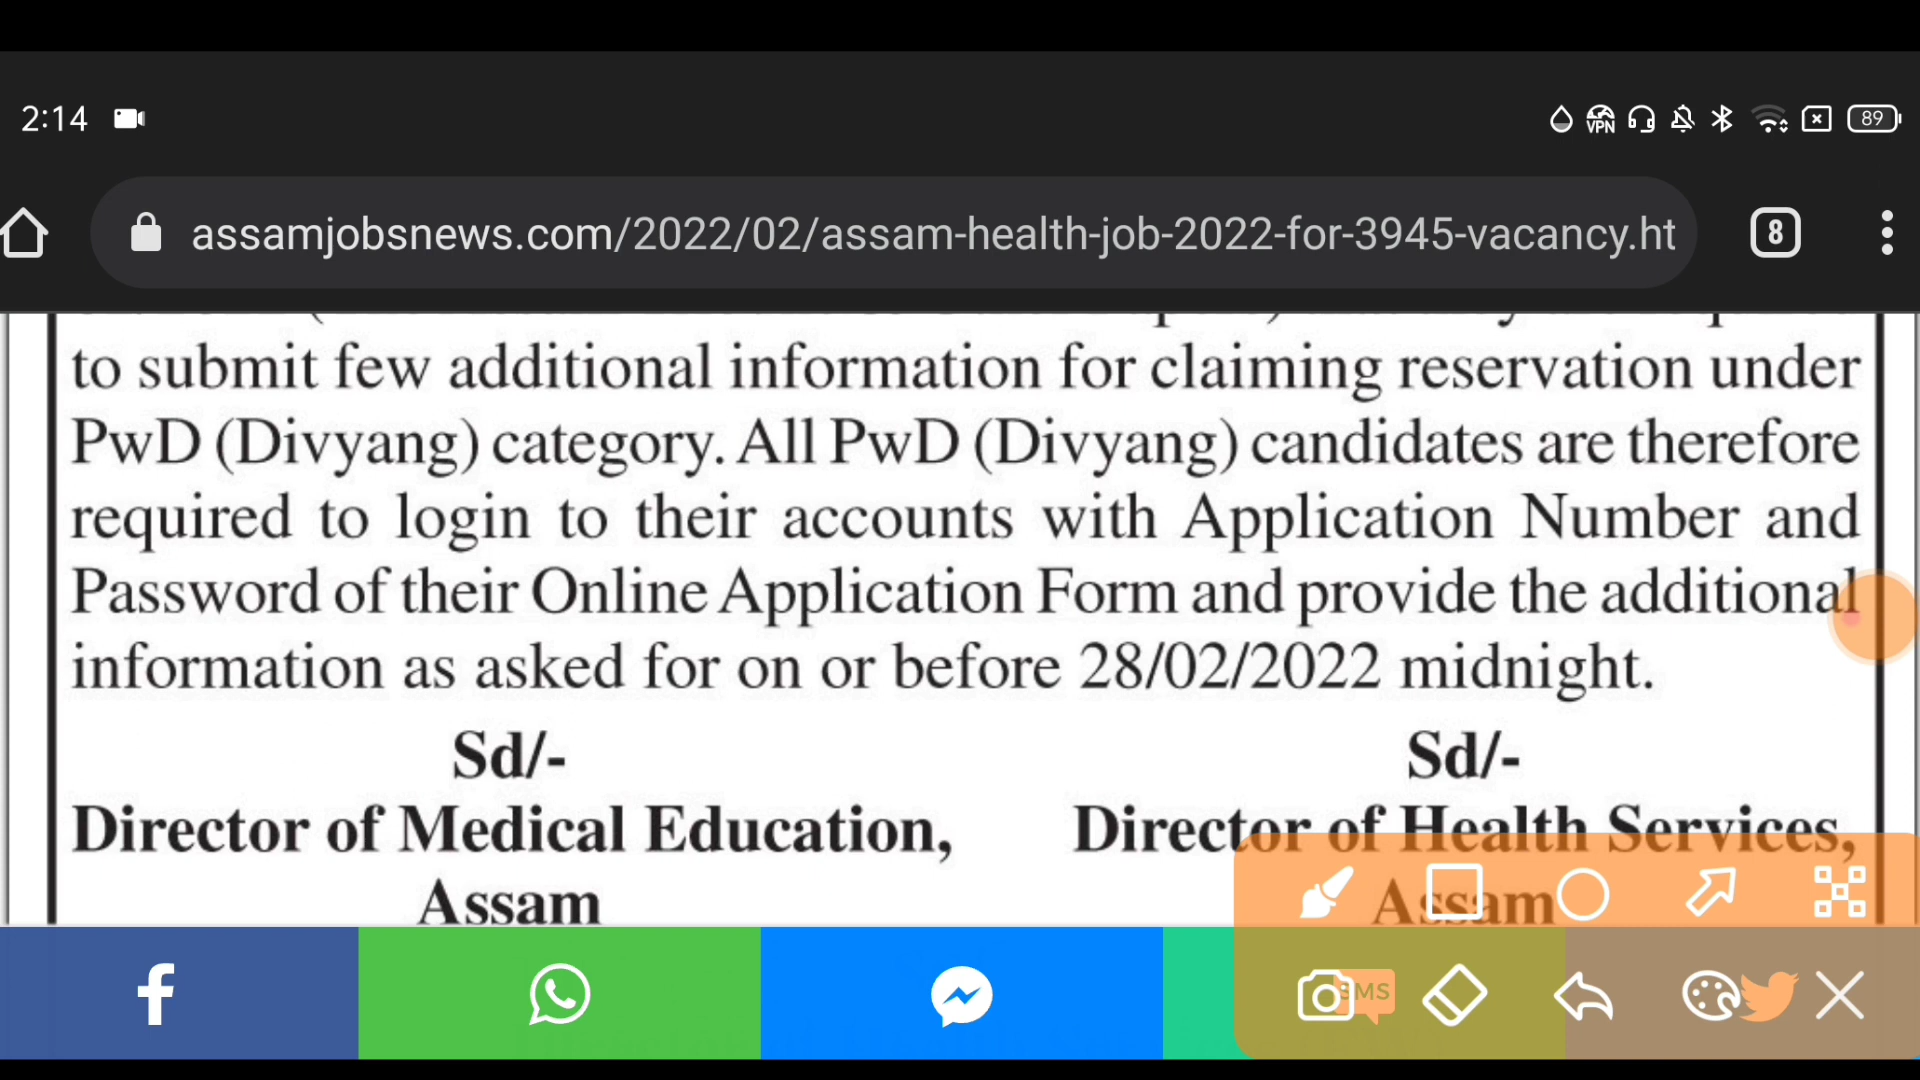 2:14
VPN
89
assamjobsnews.com/2022/02/assam-health-job-2022-for-3945-vacancy.ht
8
to submit few additional information for claiming reservation under
PwD (Divyang) category. All PwD (Divyang) candidates are therefore
required to login to their accounts with Application Number and
Password of their Online Application Form and provide the additional
information as asked for on or before 28/02/2022 midnight.
Sd/-
Sd/-
Director of Medical Education,
Director of Health Services,
Assam
Assam
SMS